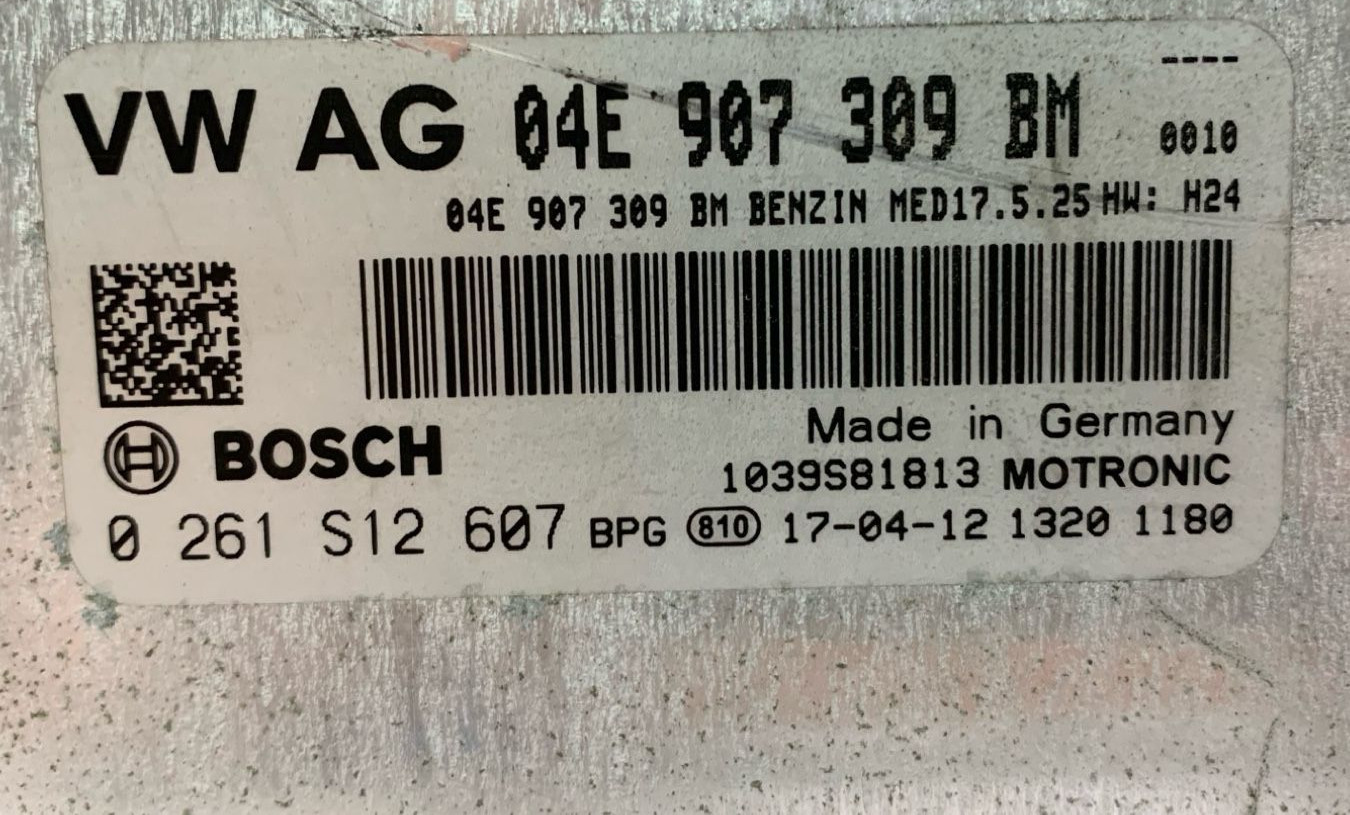 ----
VW AG 04E 907 309 BM 0010
04E 907 309 BM BENZIN MED17.5.25 HW: H24
BOSCH
Made in Germany
1039S81813 MOTRONIC
0 261 S12 607 BPG 810 17-04-12 1320 1180